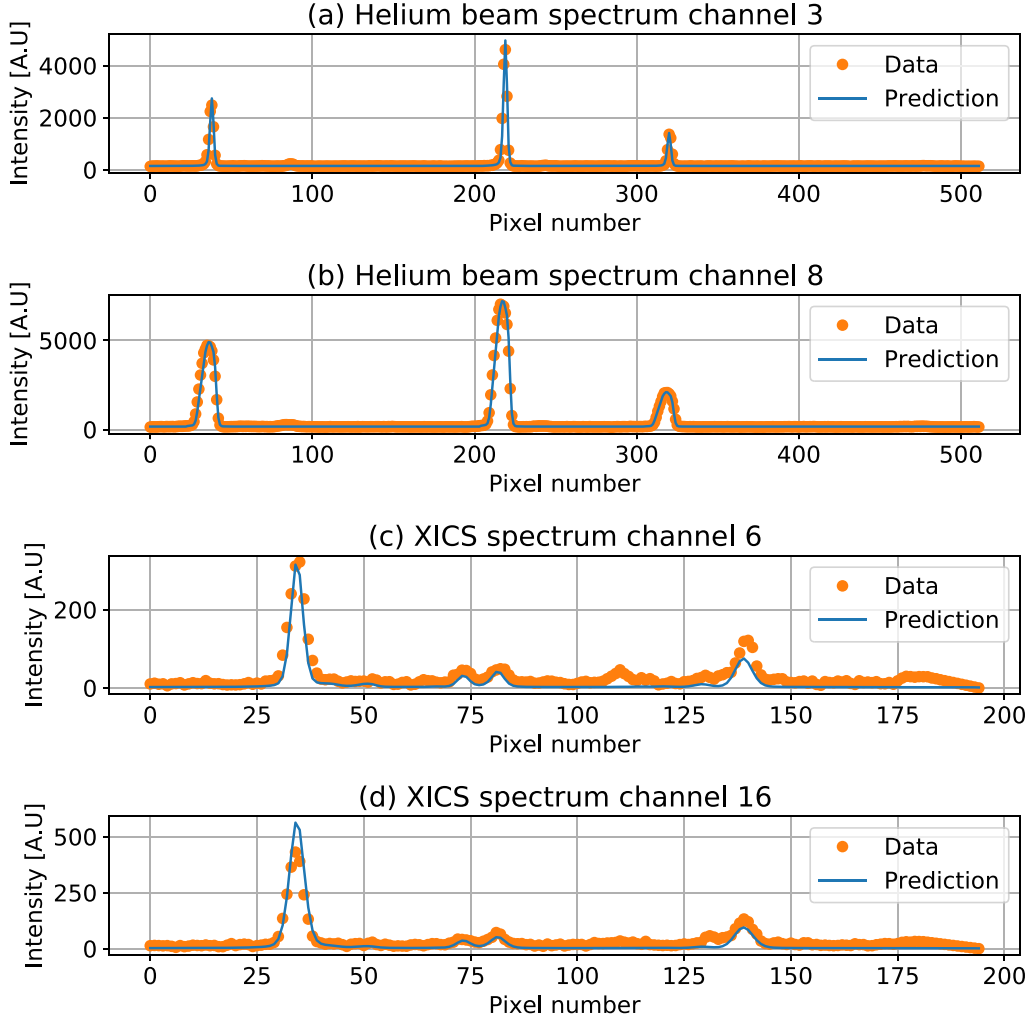 (a) Helium beam spectrum channel 3
Intensity [A.U]
4000
2000
0
Data
Prediction
0 100 200 300 400 500
Pixel number
(b) Helium beam spectrum channel 8
Intensity [A.U]
5000
0
Data
Prediction
0 100 200 300 400 500
Pixel number
(c) XICS spectrum channel 6
Intensity [A.U]
200
0
Data
Prediction
0 25 50 75 100 125 150 175 200
Pixel number
(d) XICS spectrum channel 16
Intensity [A.U]
500
250
0
Data
Prediction
0 25 50 75 100 125 150 175 200
Pixel number